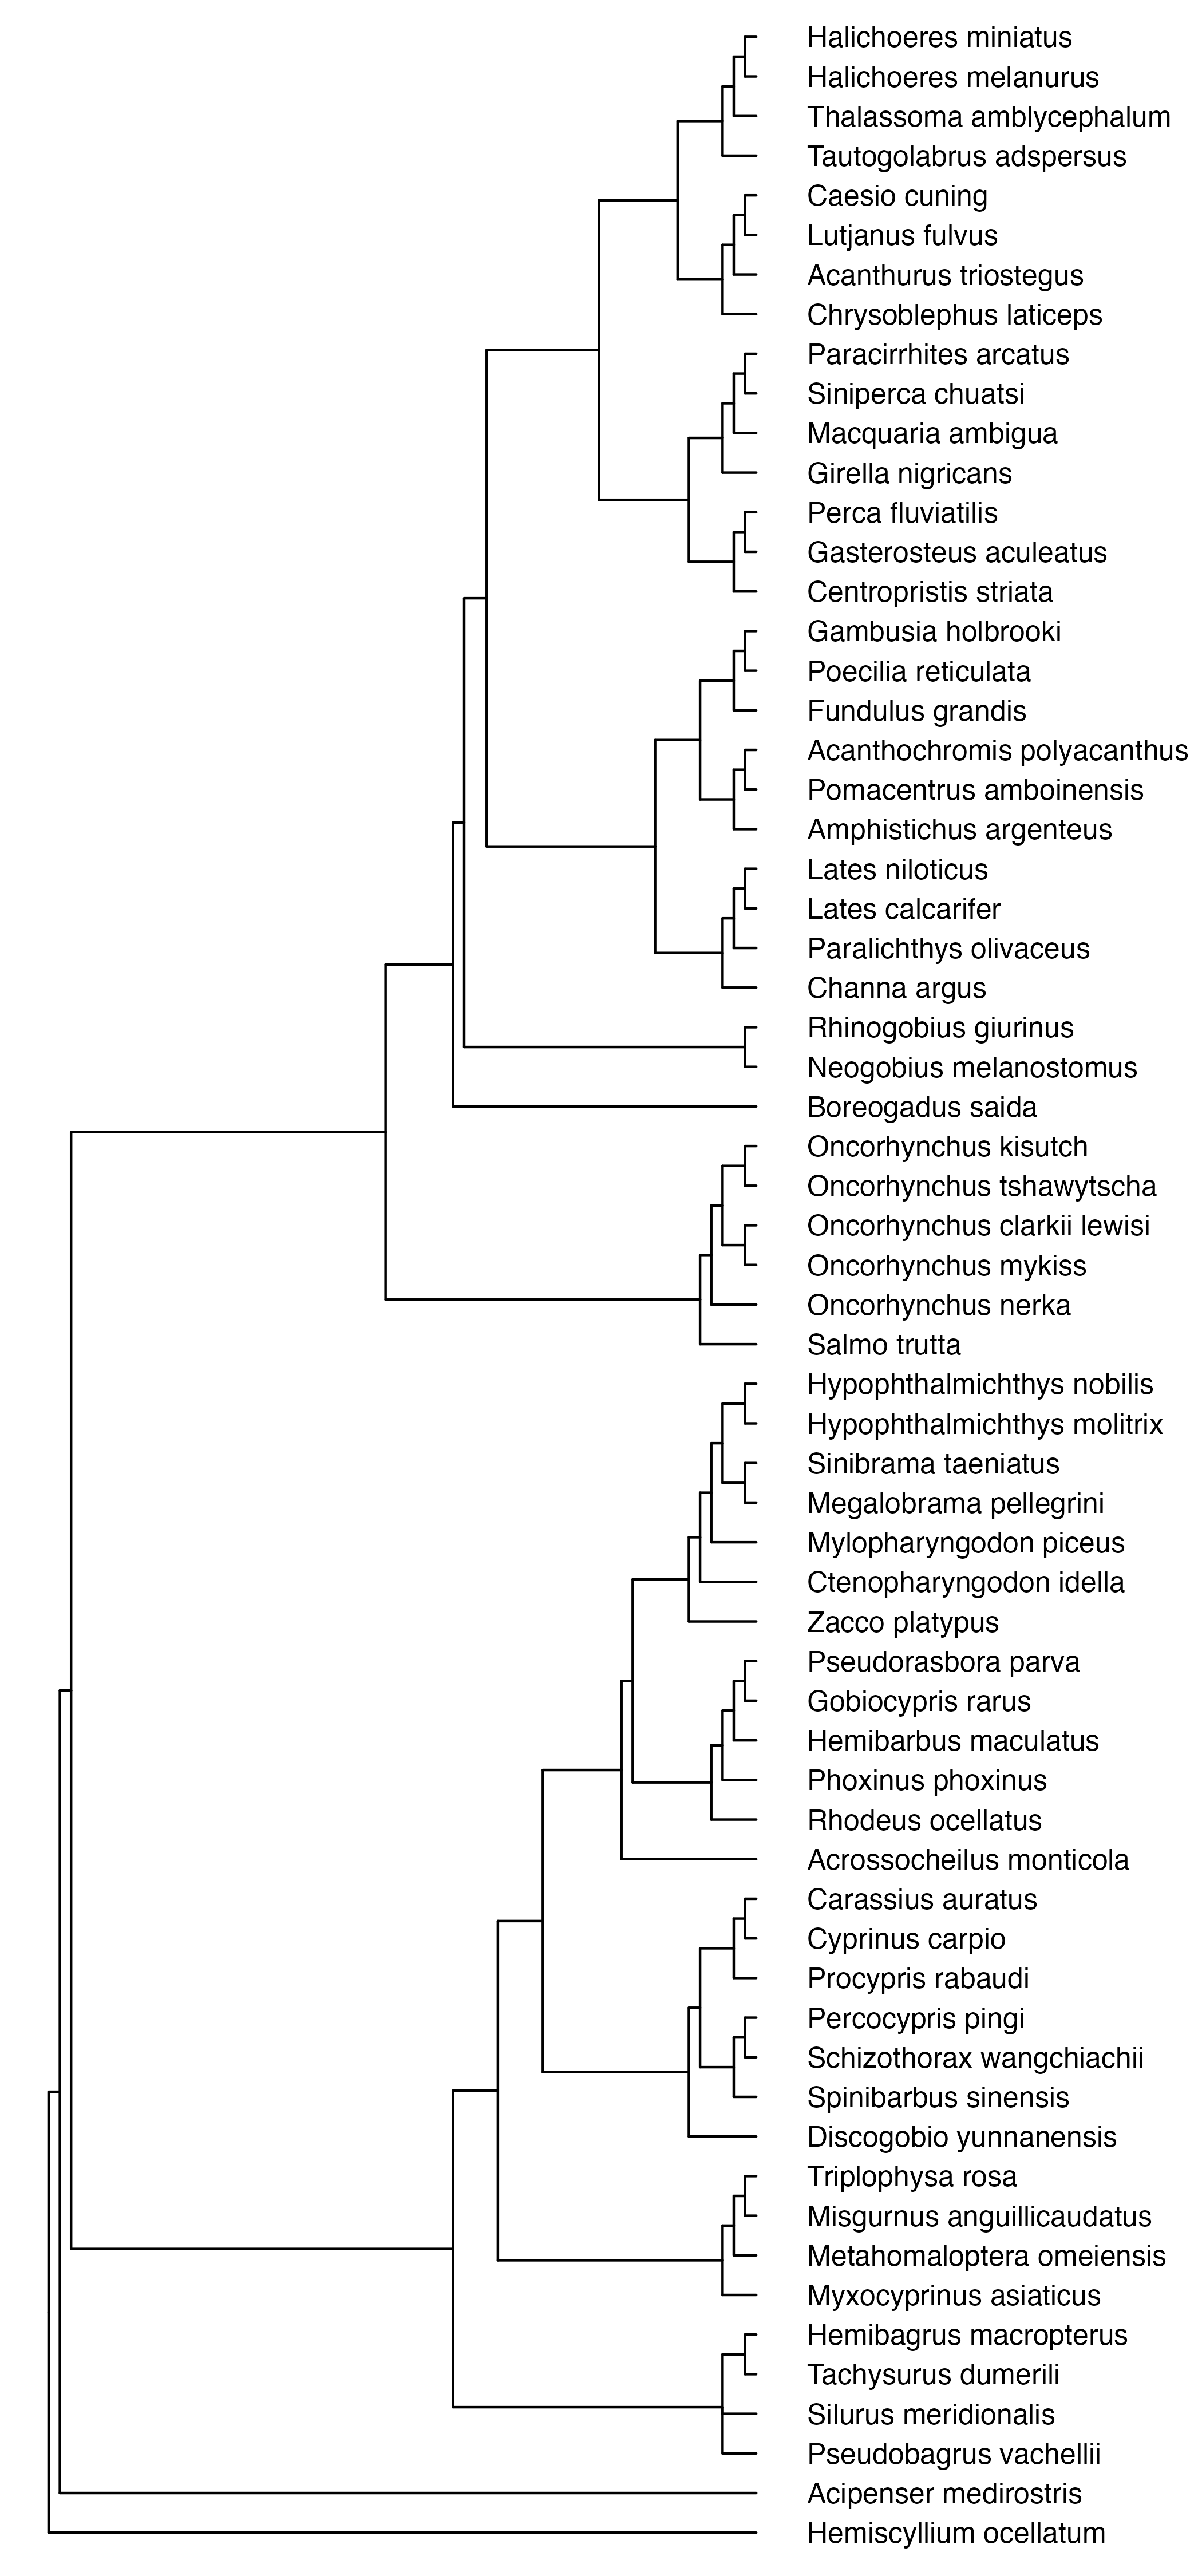 Halichoeres miniatus
Halichoeres melanurus
Thalassoma amblycephalum
Tautogolabrus adspersus
Caesio cuning
Lutjanus fulvus
Acanthurus triostegus
Chrysoblephus laticeps
Paracirrhites arcatus
Siniperca chuatsi
Macquaria ambigua
Girella nigricans
Perca fluviatilis
Gasterosteus aculeatus
Centropristis striata
Gambusia holbrooki
Poecilia reticulata
Fundulus grandis
Acanthochromis polyacanthus
Pomacentrus amboinensis
Amphistichus argenteus
Lates niloticus
Lates calcarifer
Paralichthys olivaceus
Channa argus
Rhinogobius giurinus
Neogobius melanostomus
Boreogadus saida
Oncorhynchus kisutch
Oncorhynchus tshawytscha
Oncorhynchus clarkii lewisi
Oncorhynchus mykiss
Oncorhynchus nerka
Salmo trutta
Hypophthalmichthys nobilis
Hypophthalmichthys molitrix
Sinibrama taeniatus
Megalobrama pellegrini
Mylopharyngodon piceus
Ctenopharyngodon idella
Zacco platypus
Pseudorasbora parva
Gobiocypris rarus
Hemibarbus maculatus
Phoxinus phoxinus
Rhodeus ocellatus
Acrossocheilus monticola
Carassius auratus
Cyprinus carpio
Procypris rabaudi
Percocypris pingi
Schizothorax wangchiachii
Spinibarbus sinensis
Discogobio yunnanensis
Triplophysa rosa
Misgurnus anguillicaudatus
Metahomaloptera omeiensis
Myxocyprinus asiaticus
Hemibagrus macropterus
Tachysurus dumerili
Silurus meridionalis
Pseudobagrus vachellii
Acipenser medirostris
Hemiscyllium ocellatum